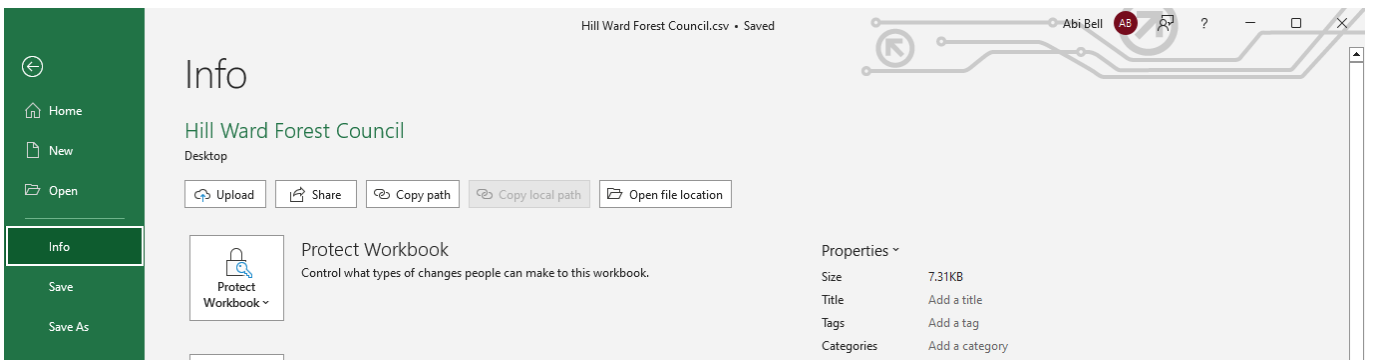 Hill Ward Forest Council.csv • Saved
Abi Bell AB ?
Info
Home
New
Open
Info
Save
Save As
Hill Ward Forest Council
Desktop
Upload
Share
Copy path
Copy local path
Open file location
Protect Workbook
Protect Workbook
Control what types of changes people can make to this workbook.
Properties
Size 7.31KB
Title Add a title
Tags Add a tag
Categories Add a category